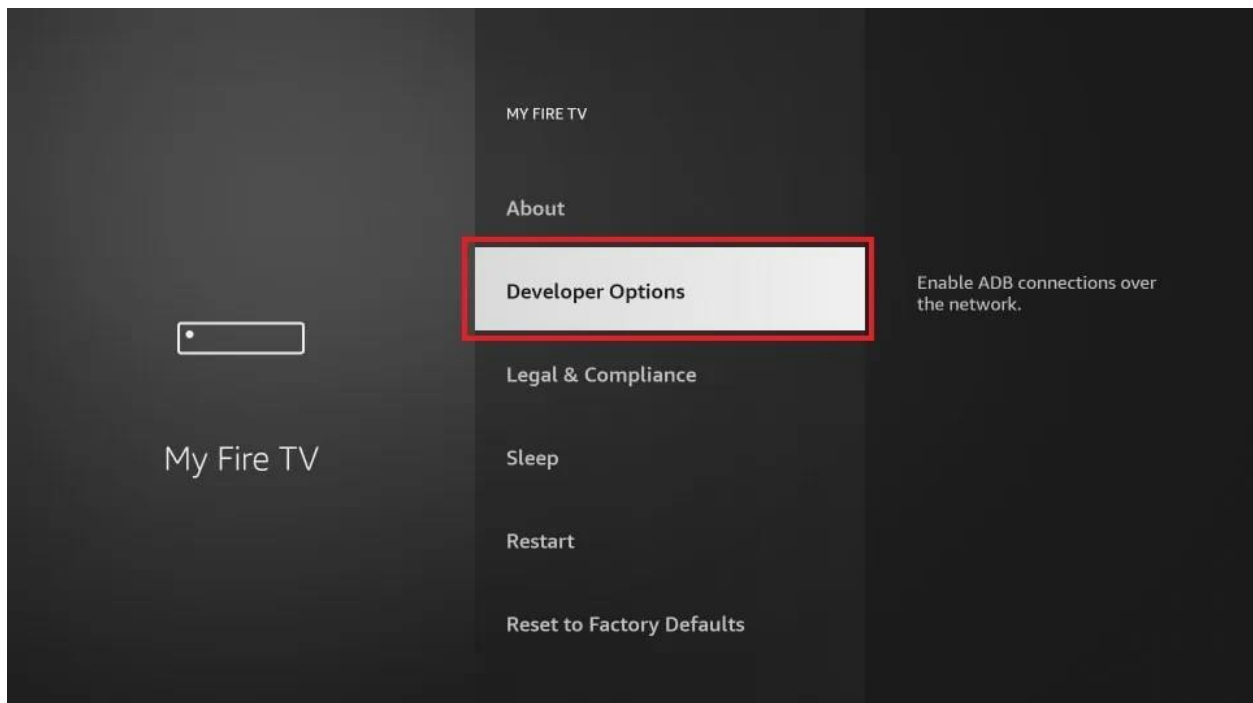 MY FIRE TV
About
Developer Options
Enable ADB connections over
the network.
Legal & Compliance
My Fire TV
Sleep
Restart
Reset to Factory Defaults